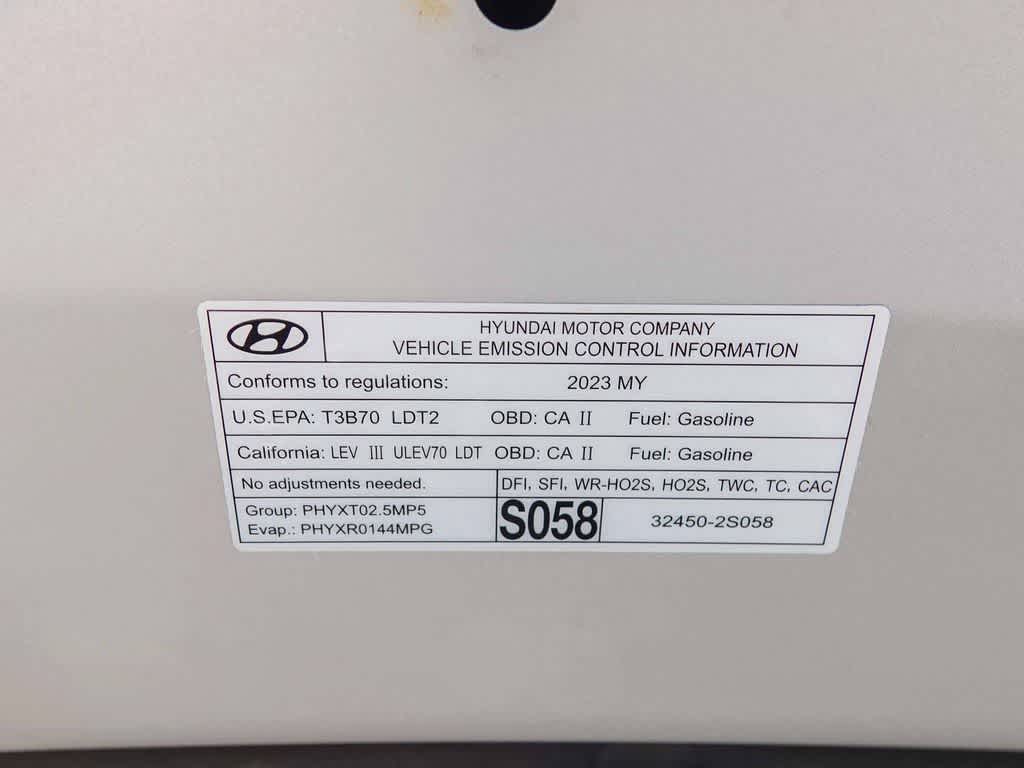 HYUNDAI MOTOR COMPANY
VEHICLE EMISSION CONTROL INFORMATION
Conforms to regulations: 2023 MY
U.S.EPA: T3B70 LDT2 OBD: CA II Fuel: Gasoline
California: LEV III ULEV70 LDT OBD: CA II Fuel: Gasoline
No adjustments needed. DFI, SFI, WR-HO2S, HO2S, TWC, TC, CAC
Group: PHYXT02.5MP5
Evap.: PHYXR0144MPG
S058 32450-2S058